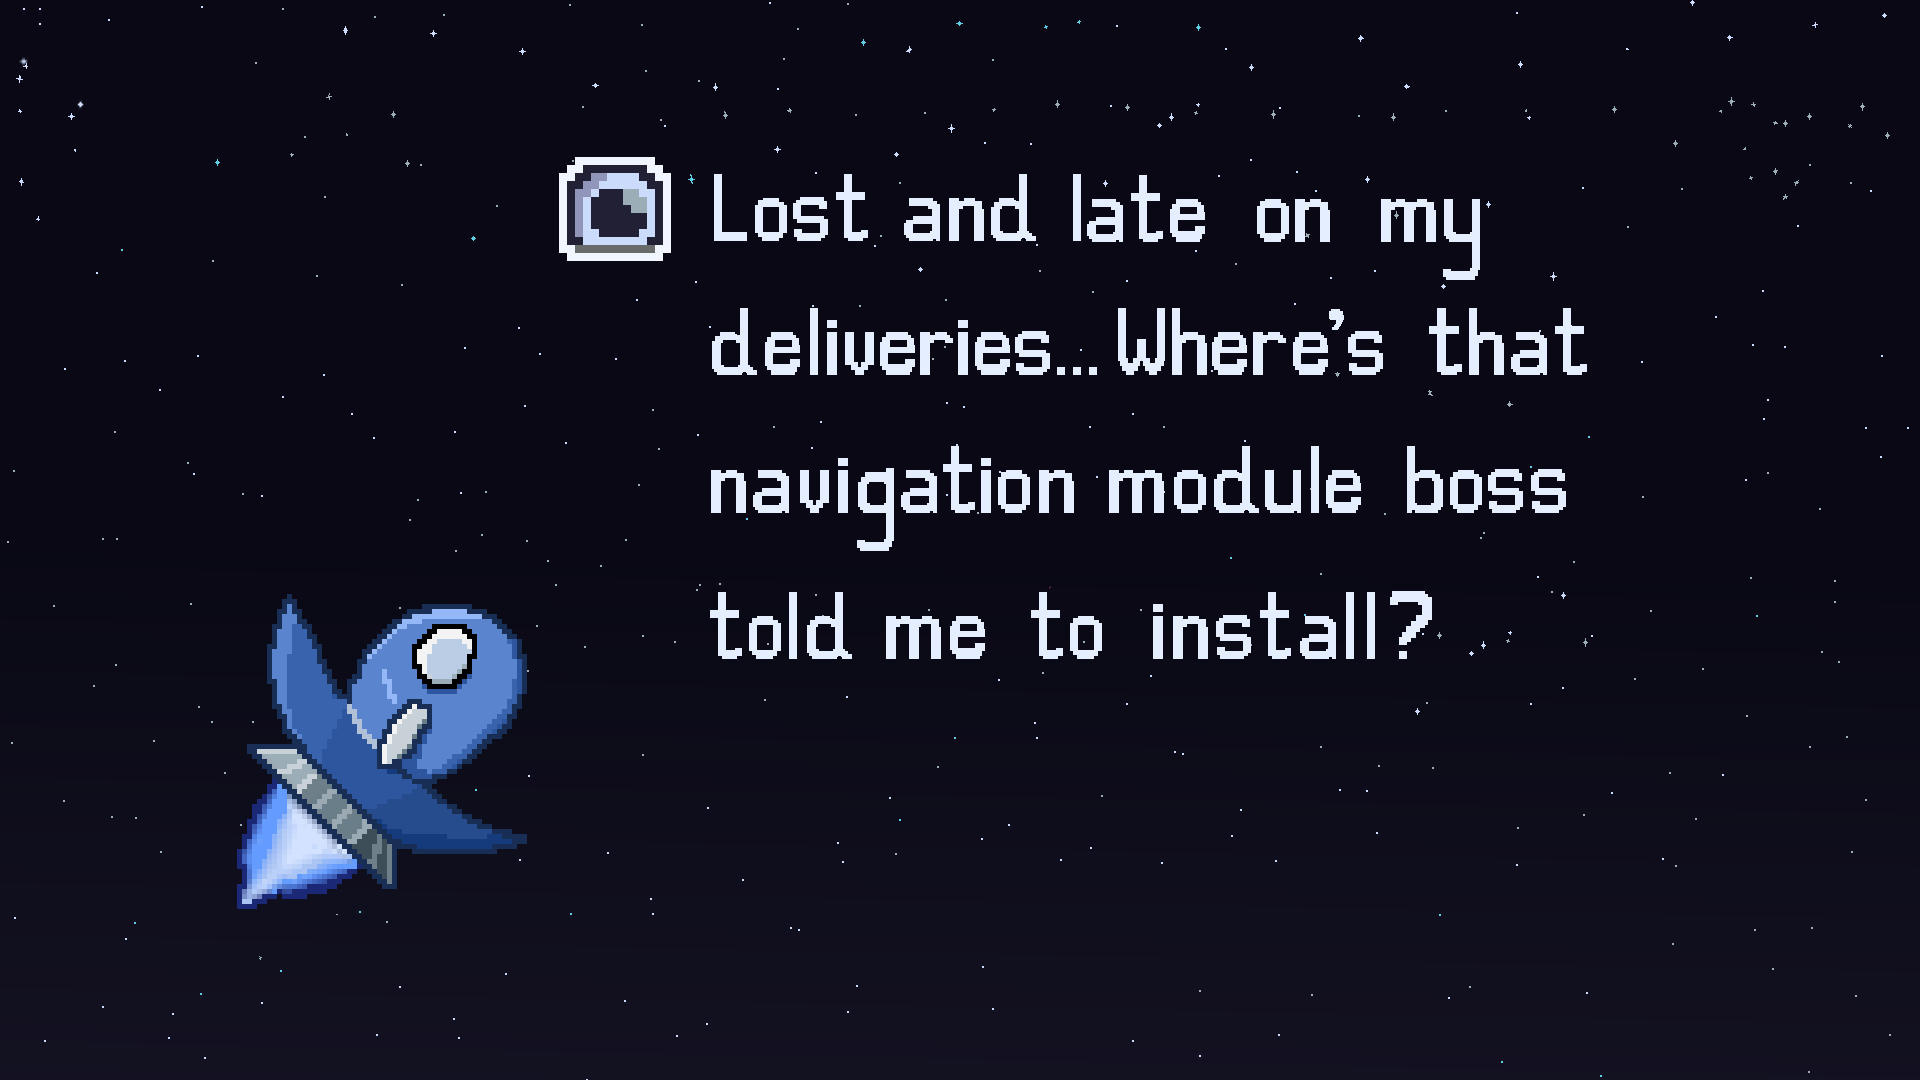 Lost and late on my
deliveries... Where's that
navigation module boss
told me to install?